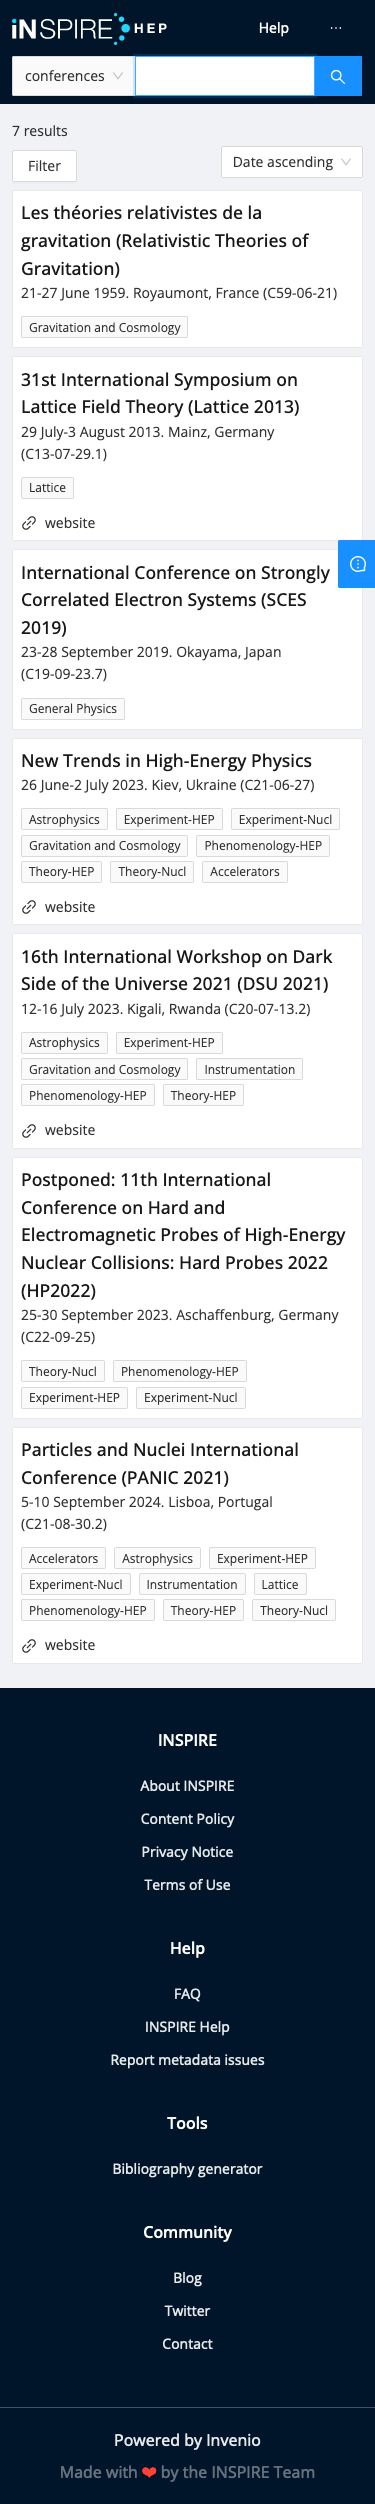 INSPIRE HEP
Help
···
conferences
7 results
Filter
Date ascending
Les théories relativistes de la
gravitation (Relativistic Theories of
Gravitation)
21-27 June 1959. Royaumont, France (C59-06-21)
Gravitation and Cosmology
31st International Symposium on
Lattice Field Theory (Lattice 2013)
29 July-3 August 2013. Mainz, Germany
(C13-07-29.1)
Lattice
website
International Conference on Strongly
Correlated Electron Systems (SCES
2019)
23-28 September 2019. Okayama, Japan
(C19-09-23.7)
General Physics
New Trends in High-Energy Physics
26 June-2 July 2023. Kiev, Ukraine (C21-06-27)
Astrophysics Experiment-HEP Experiment-Nucl
Gravitation and Cosmology Phenomenology-HEP
Theory-HEP Theory-Nucl Accelerators
website
16th International Workshop on Dark
Side of the Universe 2021 (DSU 2021)
12-16 July 2023. Kigali, Rwanda (C20-07-13.2)
Astrophysics Experiment-HEP
Gravitation and Cosmology Instrumentation
Phenomenology-HEP Theory-HEP
website
Postponed: 11th International
Conference on Hard and
Electromagnetic Probes of High-Energy
Nuclear Collisions: Hard Probes 2022
(HP2022)
25-30 September 2023. Aschaffenburg, Germany
(C22-09-25)
Theory-Nucl Phenomenology-HEP
Experiment-HEP Experiment-Nucl
Particles and Nuclei International
Conference (PANIC 2021)
5-10 September 2024. Lisboa, Portugal
(C21-08-30.2)
Accelerators Astrophysics Experiment-HEP
Experiment-Nucl Instrumentation Lattice
Phenomenology-HEP Theory-HEP Theory-Nucl
website
INSPIRE
About INSPIRE
Content Policy
Privacy Notice
Terms of Use
Help
FAQ
INSPIRE Help
Report metadata issues
Tools
Bibliography generator
Community
Blog
Twitter
Contact
Powered by Invenio
Made with ❤ by the INSPIRE Team